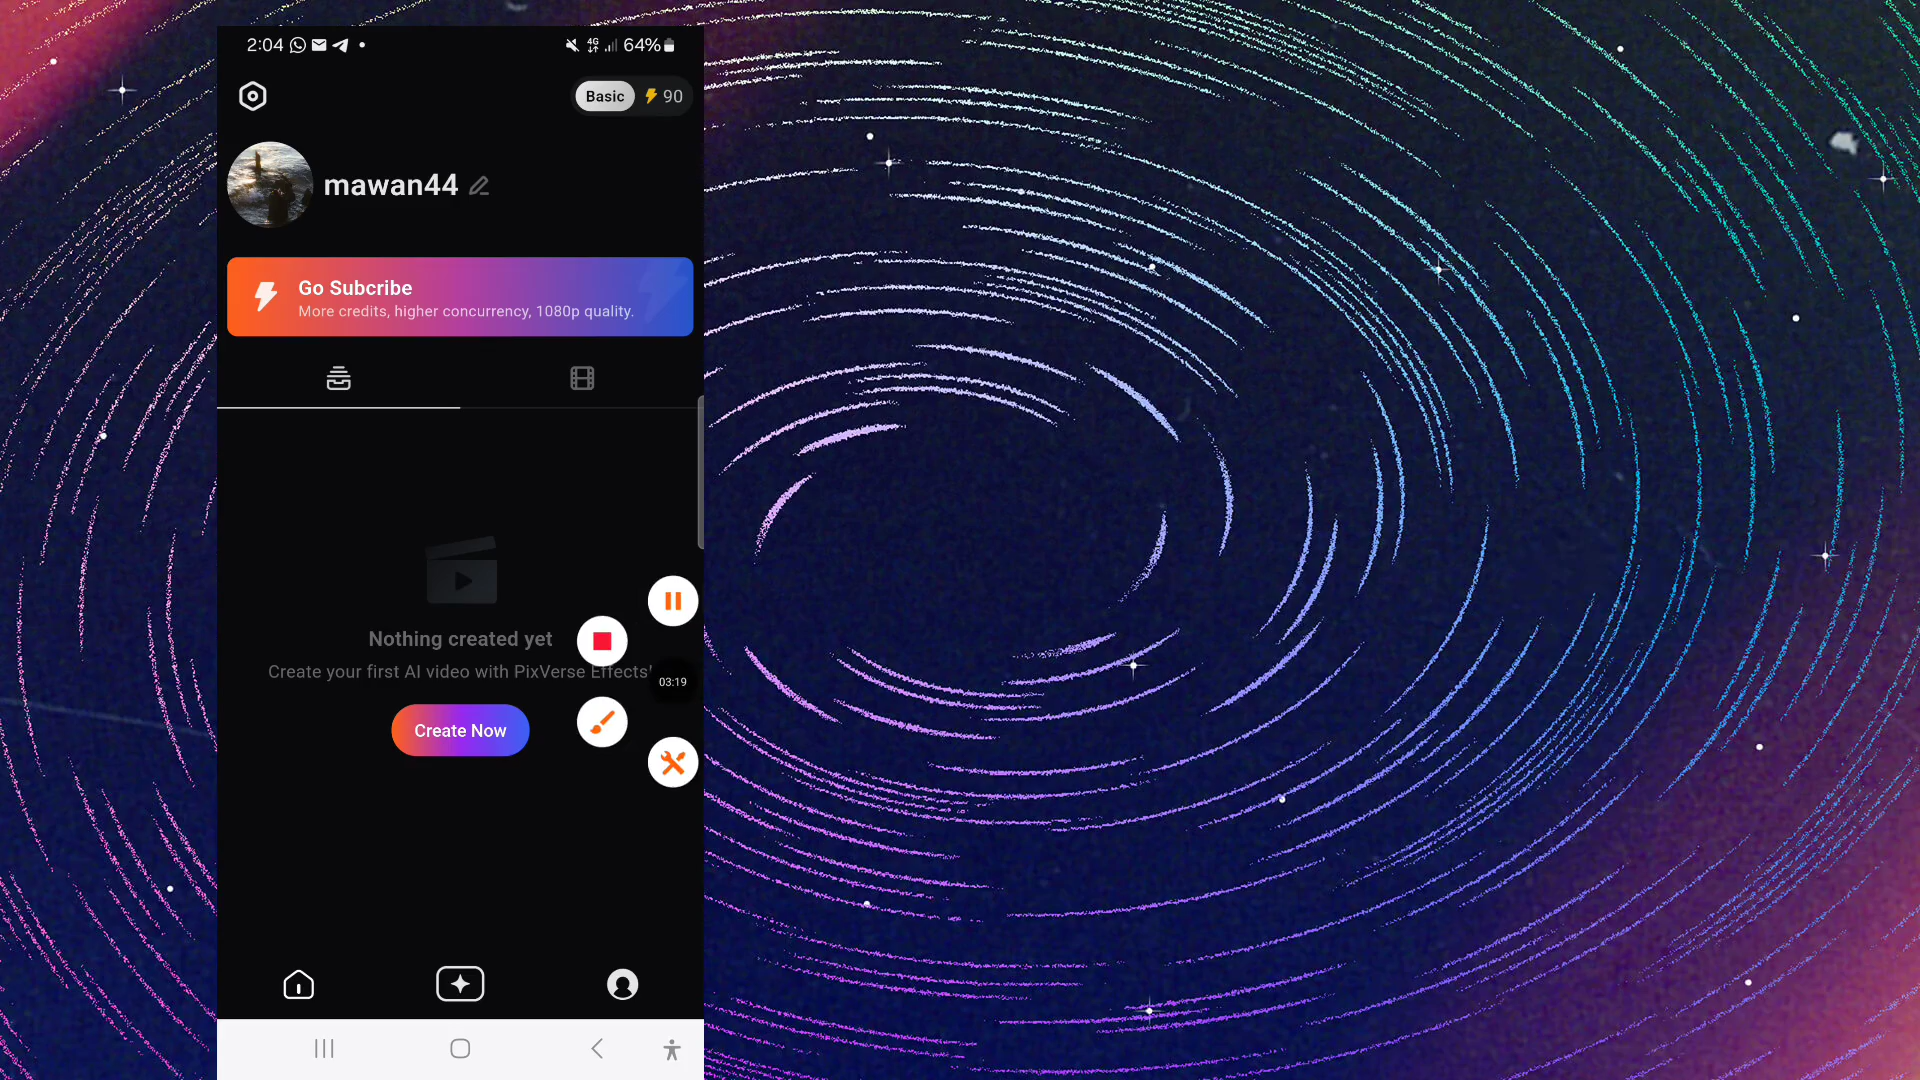 2:04 4G 64%
Basic 90
mawan44
Go Subcribe
More credits, higher concurrency, 1080p quality.
Nothing created yet
Create your first AI video with PixVerse Effects!
03:19
Create Now